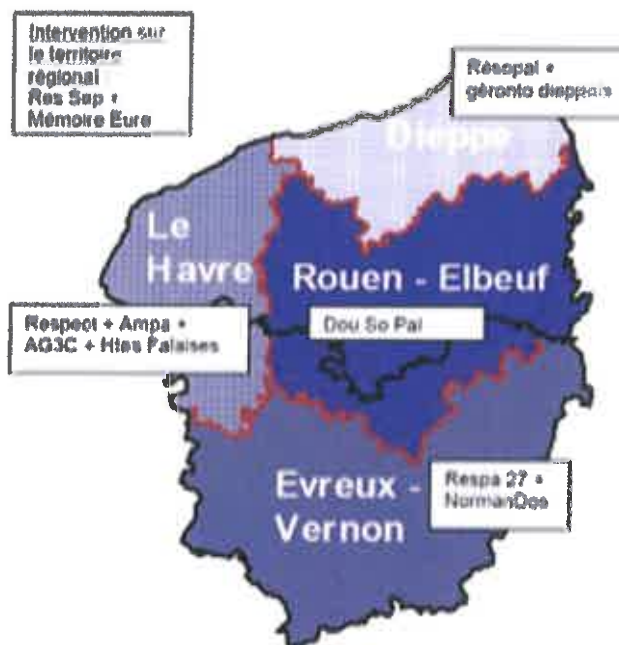 Intervention sur
le territoire
régional
Res Sep +
Mémoire Eure
Résopal +
géronto dieppois
Dieppe
Le
Havre
Rouen - Elbeuf
Respect + Ampa +
AG3C + Htes Falaises
Dou So Pal
Evreux -
Vernon
Respa 27 +
NormanDos